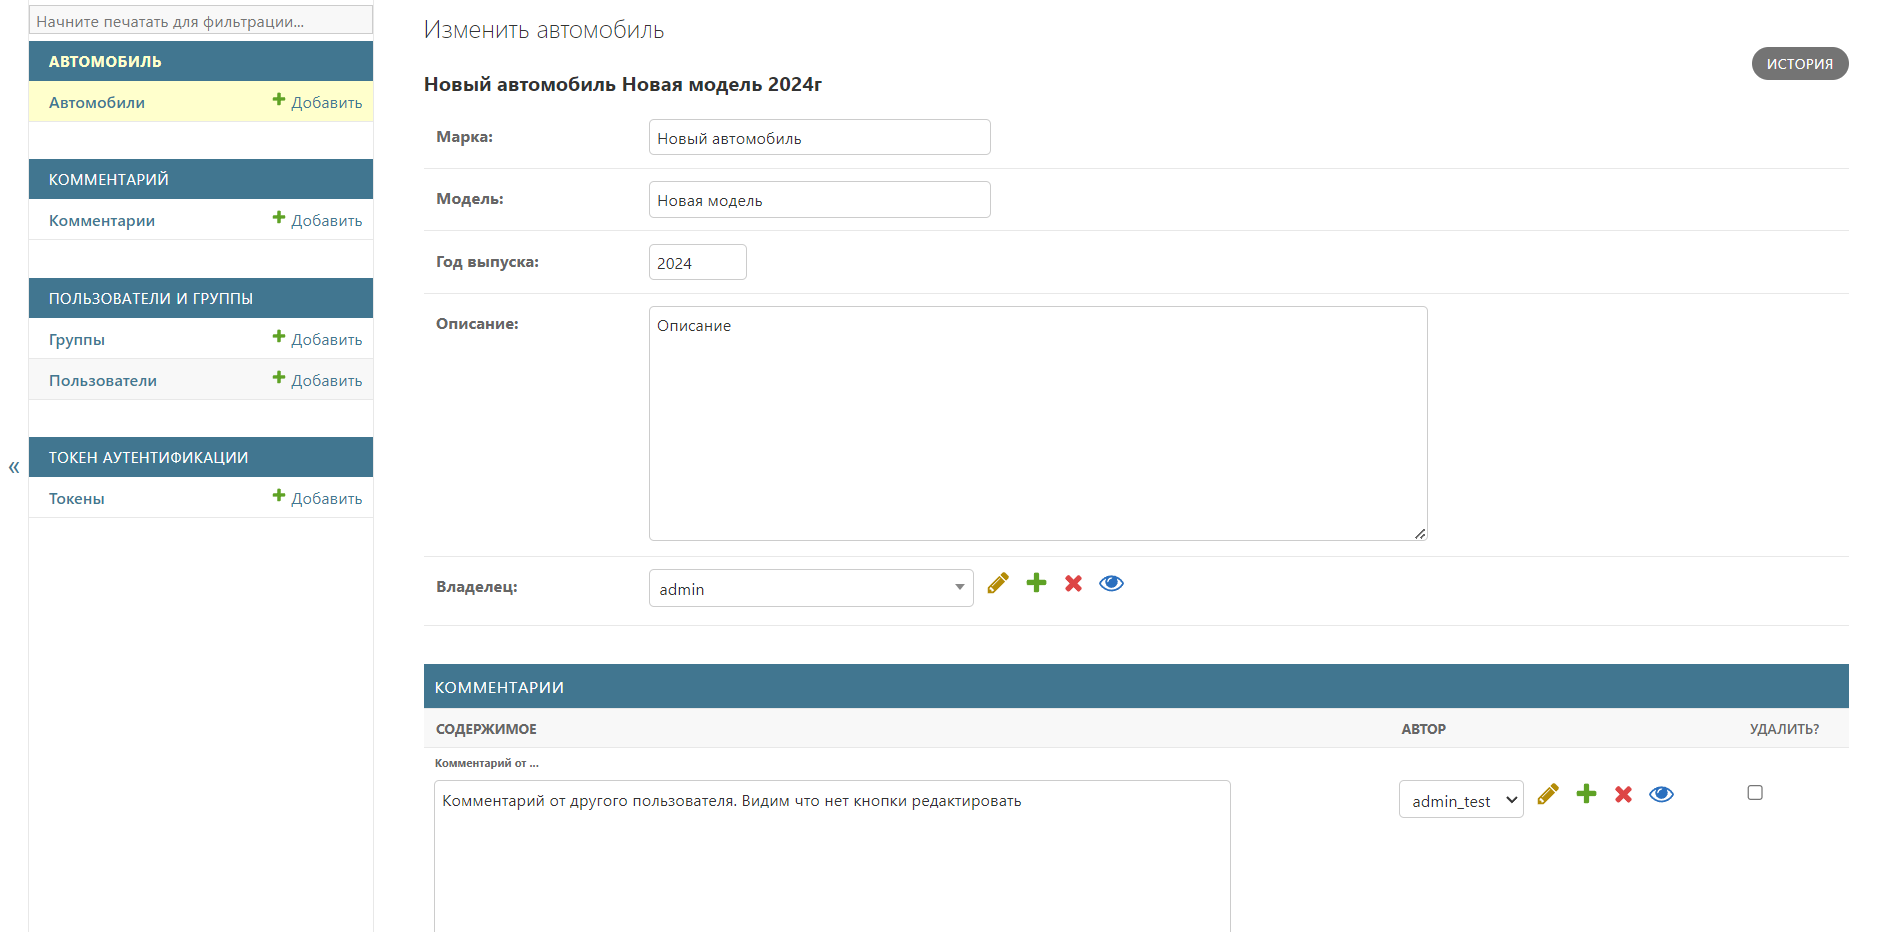 Начните печатать для фильтрации...
АВТОМОБИЛЬ
Автомобили Добавить
КОММЕНТАРИЙ
Комментарии Добавить
ПОЛЬЗОВАТЕЛИ И ГРУППЫ
Группы Добавить
Пользователи Добавить
ТОКЕН АУТЕНТИФИКАЦИИ
Токены Добавить
«
Изменить автомобиль
ИСТОРИЯ
Новый автомобиль Новая модель 2024г
Марка: Новый автомобиль
Модель: Новая модель
Год выпуска: 2024
Описание: Описание
Владелец: admin
КОММЕНТАРИИ
СОДЕРЖИМОЕ АВТОР УДАЛИТЬ?
Комментарий от ...
Комментарий от другого пользователя. Видим что нет кнопки редактировать admin_test